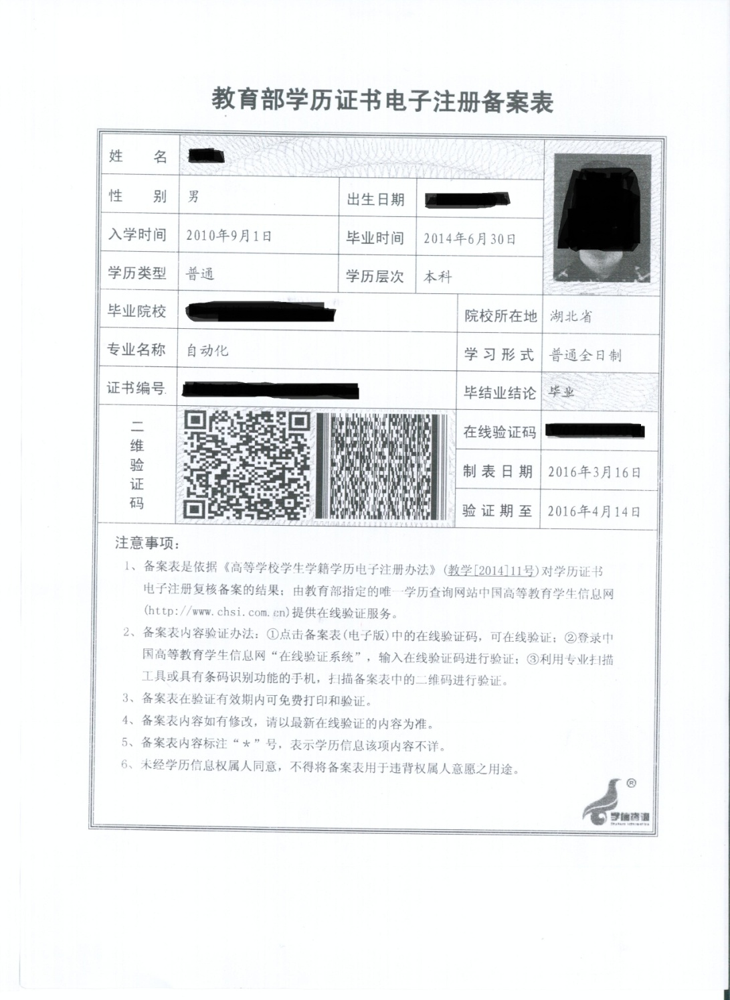 教育部学历证书电子注册备案表
姓 名
性 别 男 出生日期
入学时间 2010年9月1日 毕业时间 2014年6月30日
学历类型 普通 学历层次 本科
毕业院校 院校所在地 湖北省
专业名称 自动化 学习形式 普通全日制
证书编号 毕结业结论 毕业
二维验证码 在线验证码
制表日期 2016年3月16日
验证期至 2016年4月14日
注意事项：
1、备案表是依据《高等学校学生学籍学历电子注册办法》(教学[2014]11号)对学历证书
电子注册复核备案的结果；由教育部指定的唯一学历查询网站中国高等教育学生信息网
(http://www.chsi.com.cn)提供在线验证服务。
2、备案表内容验证办法：①点击备案表(电子版)中的在线验证码，可在线验证；②登录中
国高等教育学生信息网“在线验证系统”，输入在线验证码进行验证；③利用专业扫描
工具或具有条码识别功能的手机，扫描备案表中的二维码进行验证。
3、备案表在验证有效期内可免费打印和验证。
4、备案表内容如有修改，请以最新在线验证的内容为准。
5、备案表内容标注“*”号，表示学历信息该项内容不详。
6、未经学历信息权属人同意，不得将备案表用于违背权属人意愿之用途。
®
学信咨询